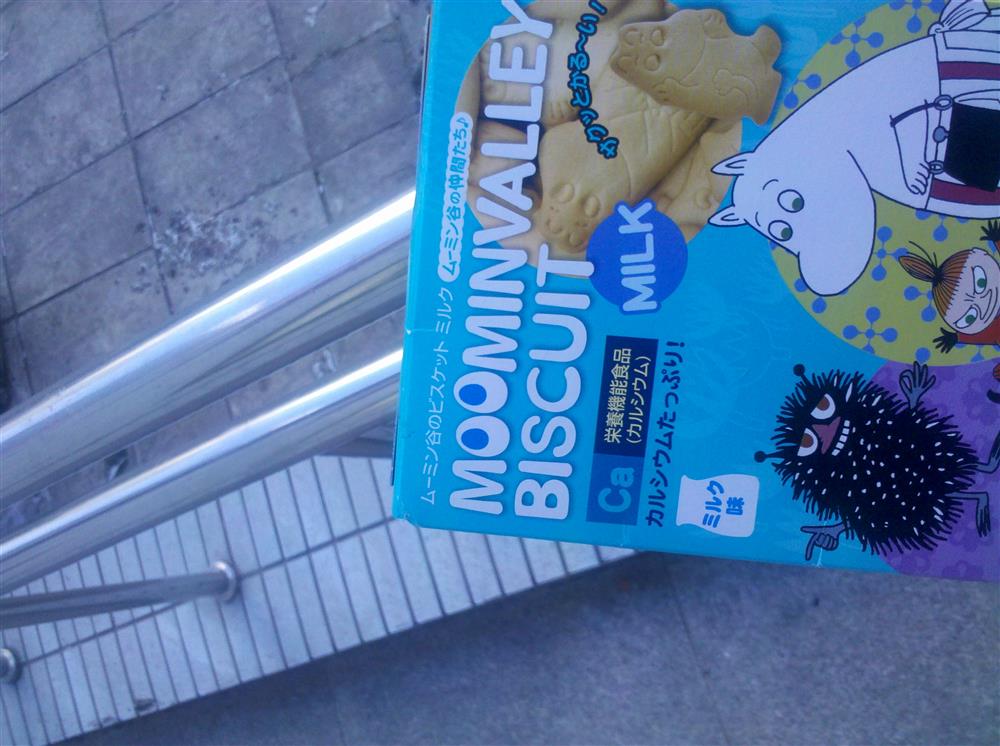 ムーミン谷のビスケット ミルク
ムーミン谷の仲間たち♪
MOOMINVALLEY
BISCUIT
MILK
サクッとかる〜い!
Ca
栄養機能食品
(カルシウム)
カルシウムたっぷり!
ミルク
味